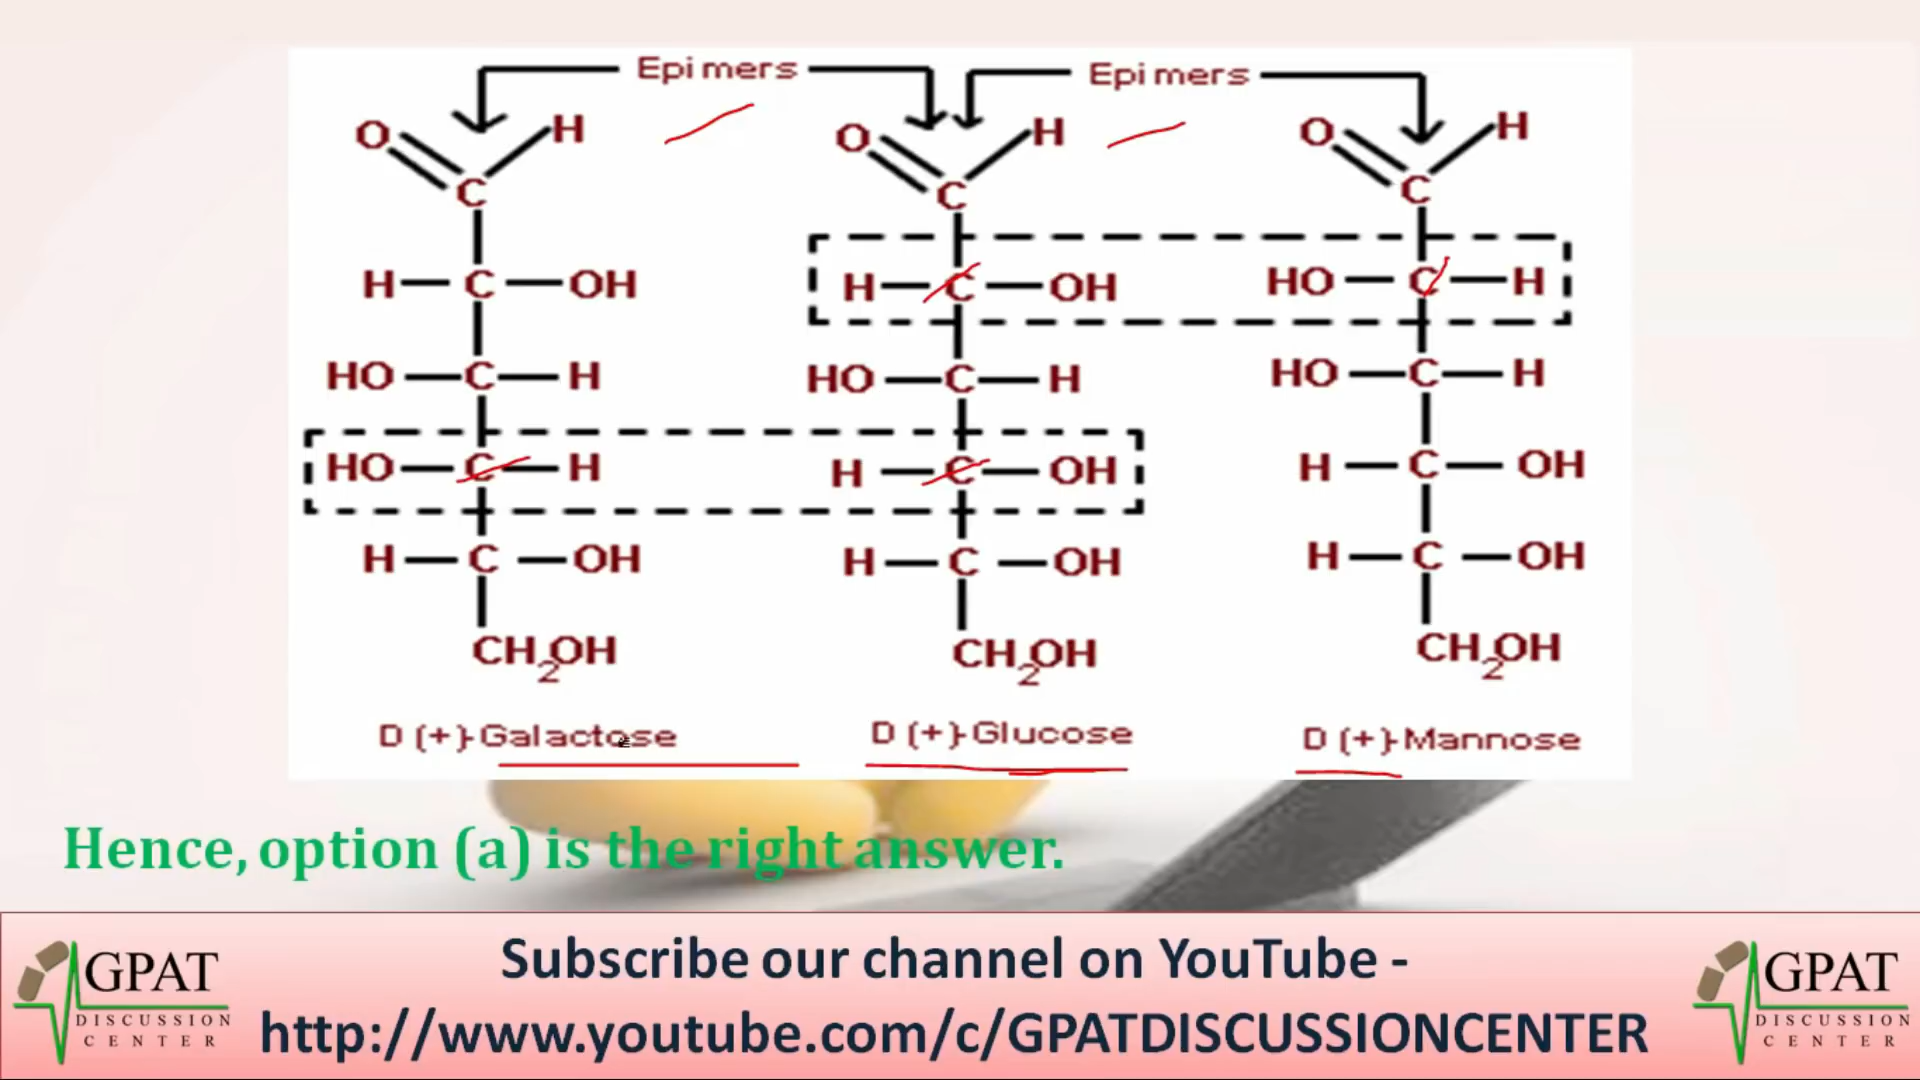 Epimers Epimers
O H O H O H
C C C
H C OH H C OH HO C H
HO C H HO C H HO C H
HO C H H C OH H C OH
H C OH H C OH H C OH
CH2OH CH2OH CH2OH
D (+)-Galactose D (+)-Glucose D (+)-Mannose
Hence, option (a) is the right answer.
Subscribe our channel on YouTube -
http://www.youtube.com/c/GPATDISCUSSIONCENTER
GPAT
DISCUSSION
CENTER
GPAT
DISCUSSION
CENTER